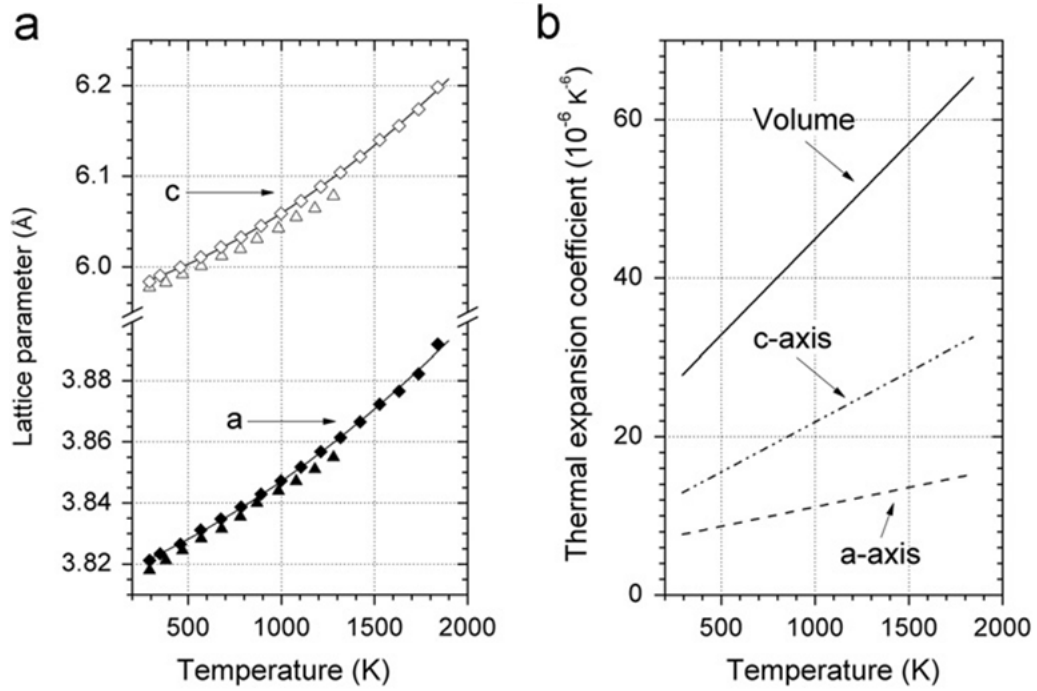 a
Lattice parameter (Å)
6.2
6.1
6.0
3.88
3.86
3.84
3.82
c
a
500
1000
1500
2000
Temperature (K)
b
Thermal expansion coefficient (10⁻⁶ K⁻⁶)
60
40
20
0
Volume
c-axis
a-axis
500
1000
1500
2000
Temperature (K)